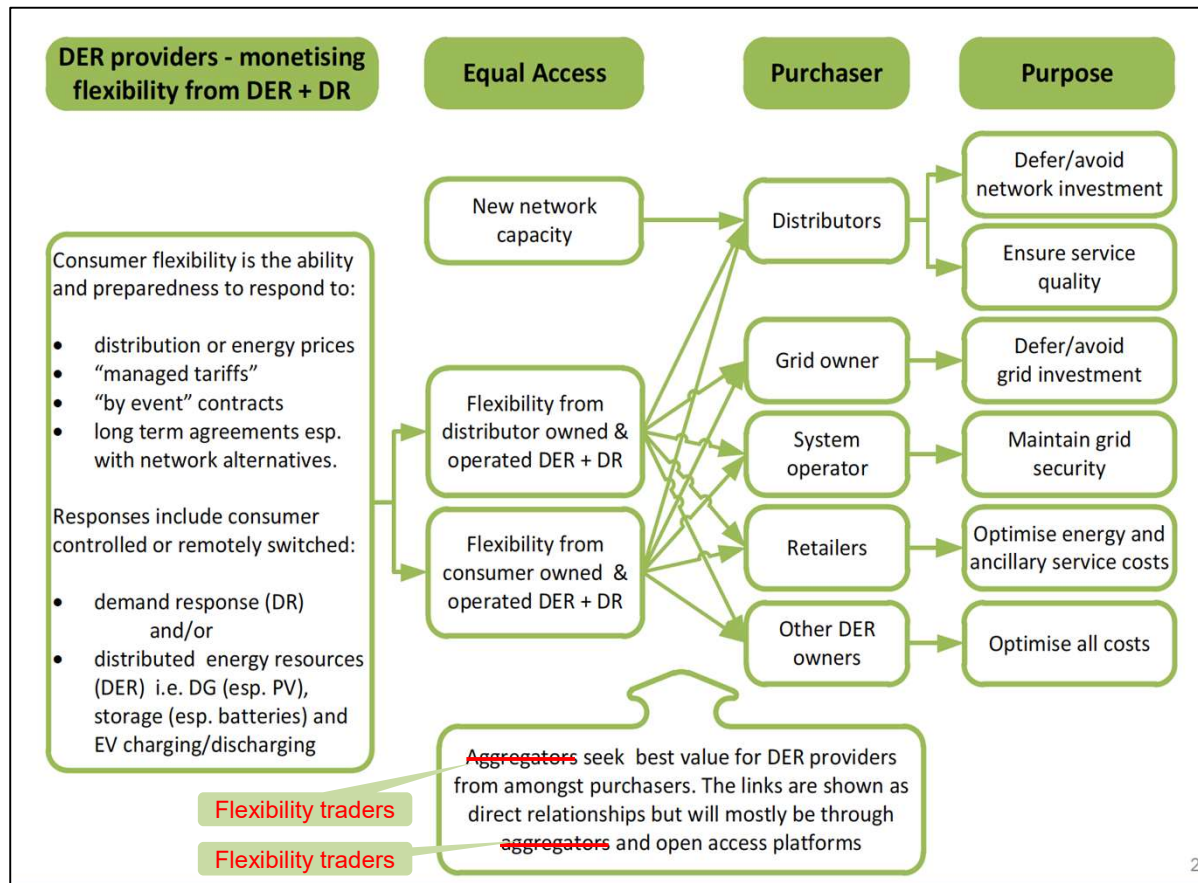 DER providers - monetising
flexibility from DER + DR
Equal Access
Purchaser
Purpose
Consumer flexibility is the ability
and preparedness to respond to:
• distribution or energy prices
• “managed tariffs”
• “by event” contracts
• long term agreements esp.
with network alternatives.
Responses include consumer
controlled or remotely switched:
• demand response (DR)
and/or
• distributed energy resources
(DER) i.e. DG (esp. PV),
storage (esp. batteries) and
EV charging/discharging
New network
capacity
Flexibility from
distributor owned &
operated DER + DR
Flexibility from
consumer owned &
operated DER + DR
Distributors
Grid owner
System
operator
Retailers
Other DER
owners
Defer/avoid
network investment
Ensure service
quality
Defer/avoid
grid investment
Maintain grid
security
Optimise energy and
ancillary service costs
Optimise all costs
Aggregators seek best value for DER providers
from amongst purchasers. The links are shown as
direct relationships but will mostly be through
aggregators and open access platforms
Flexibility traders
Flexibility traders
2